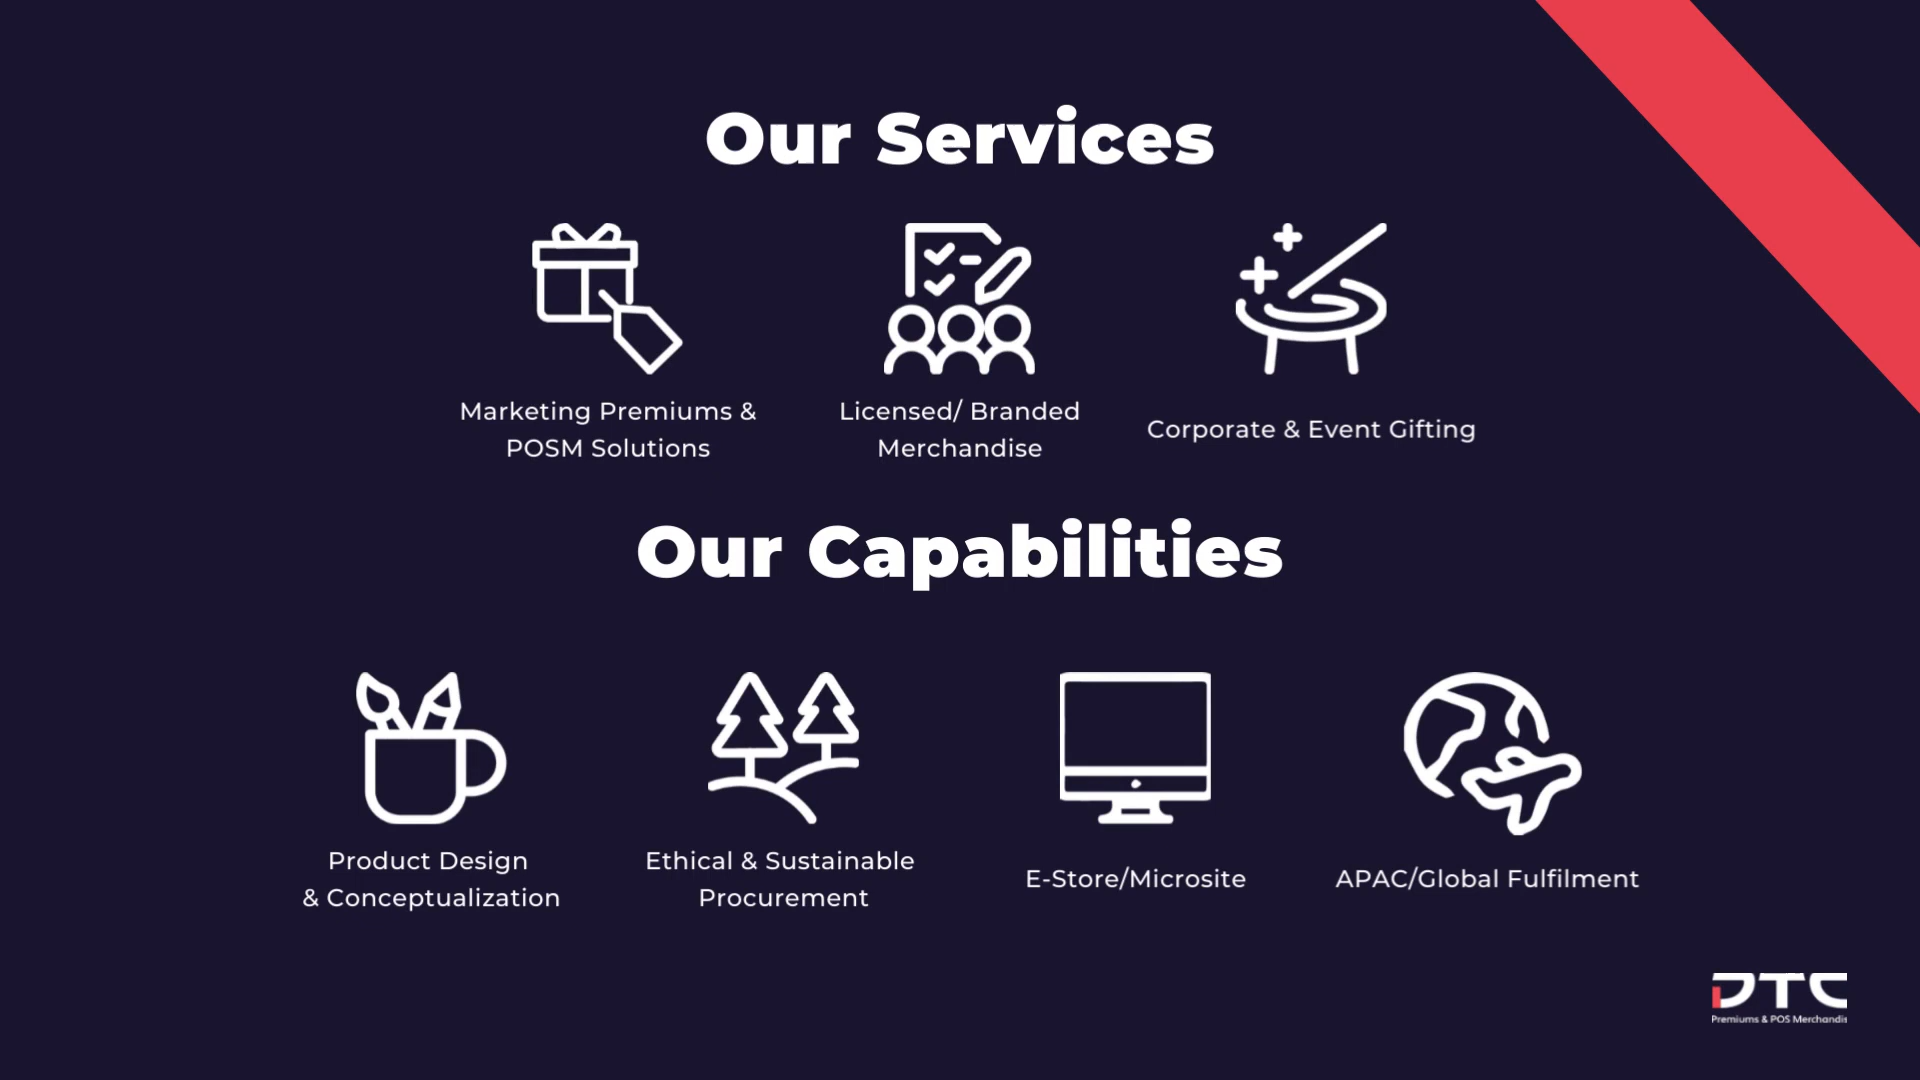 Our Services
Marketing Premiums &
POSM Solutions
Licensed/ Branded
Merchandise
Corporate & Event Gifting
Our Capabilities
Product Design
& Conceptualization
Ethical & Sustainable
Procurement
E-Store/Microsite
APAC/Global Fulfilment
DTC
Premiums & POS Merchandis